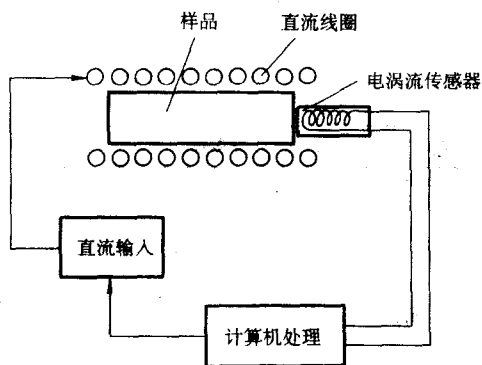 样品
直流线圈
电涡流传感器
直流输入
计算机处理